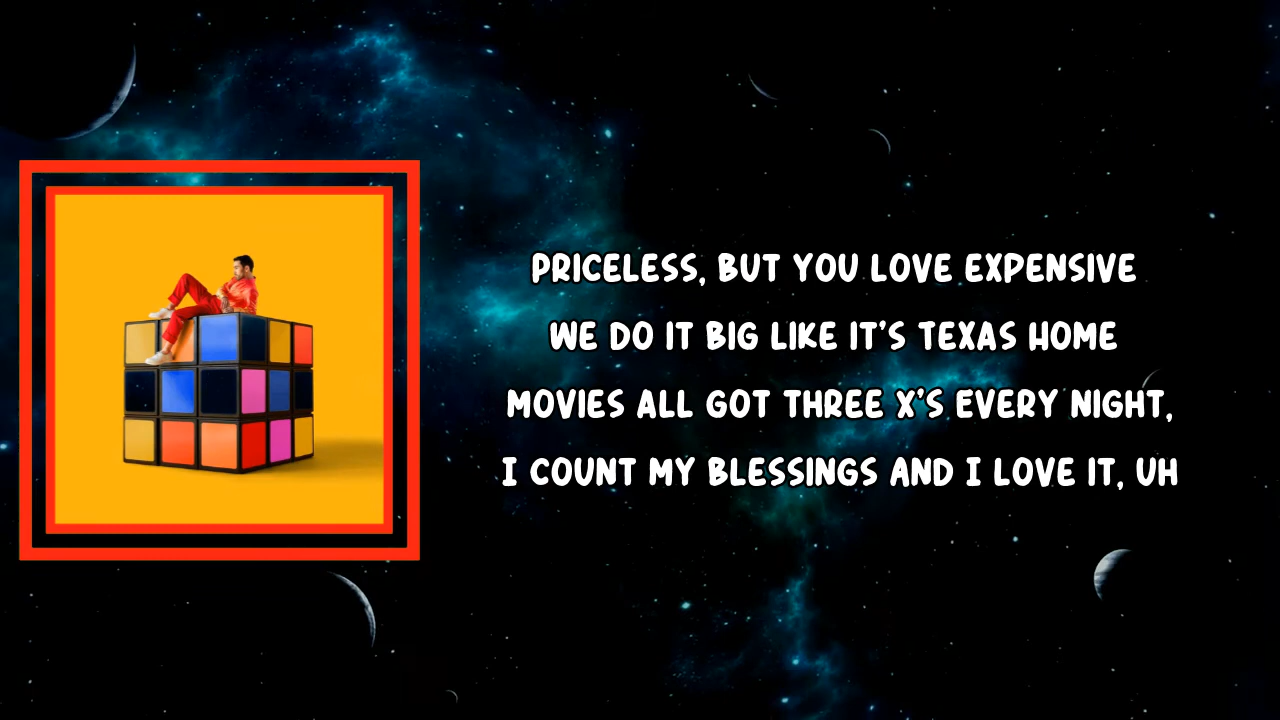 PRICELESS, BUT YOU LOVE EXPENSIVE
WE DO IT BIG LIKE IT'S TEXAS HOME
MOVIES ALL GOT THREE X'S EVERY NIGHT,
I COUNT MY BLESSINGS AND I LOVE IT, UH